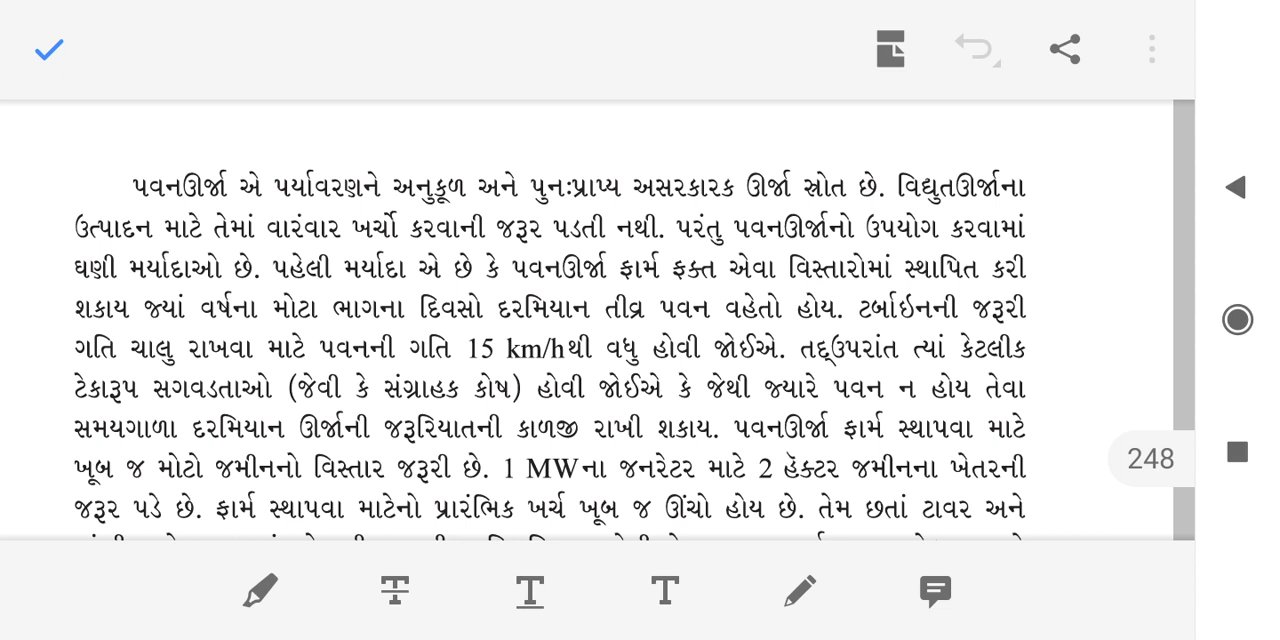 પવનઊર્જા એ પર્યાવરણને અનુકૂળ અને પુનઃપ્રાપ્ય અસરકારક ઊર્જા સ્રોત છે. વિદ્યુતઊર્જાના
ઉત્પાદન માટે તેમાં વારંવાર ખર્ચો કરવાની જરૂર પડતી નથી. પરંતુ પવનઊર્જાનો ઉપયોગ કરવામાં
ઘણી મર્યાદાઓ છે. પહેલી મર્યાદા એ છે કે પવનઊર્જા ફાર્મ ફક્ત એવા વિસ્તારોમાં સ્થાપિત કરી
શકાય જ્યાં વર્ષના મોટા ભાગના દિવસો દરમિયાન તીવ્ર પવન વહેતો હોય. ટર્બાઇનની જરૂરી
ગતિ ચાલુ રાખવા માટે પવનની ગતિ 15 km/hથી વધુ હોવી જોઈએ. તદ્ઉપરાંત ત્યાં કેટલીક
ટેકારૂપ સગવડતાઓ (જેવી કે સંગ્રાહક કોષ) હોવી જોઈએ કે જેથી જ્યારે પવન ન હોય તેવા
સમયગાળા દરમિયાન ઊર્જાની જરૂરિયાતની કાળજી રાખી શકાય. પવનઊર્જા ફાર્મ સ્થાપવા માટે
ખૂબ જ મોટો જમીનનો વિસ્તાર જરૂરી છે. 1 MWના જનરેટર માટે 2 હૅક્ટર જમીનના ખેતરની
248
જરૂર પડે છે. ફાર્મ સ્થાપવા માટેનો પ્રારંભિક ખર્ચ ખૂબ જ ઊંચો હોય છે. તેમ છતાં ટાવર અને